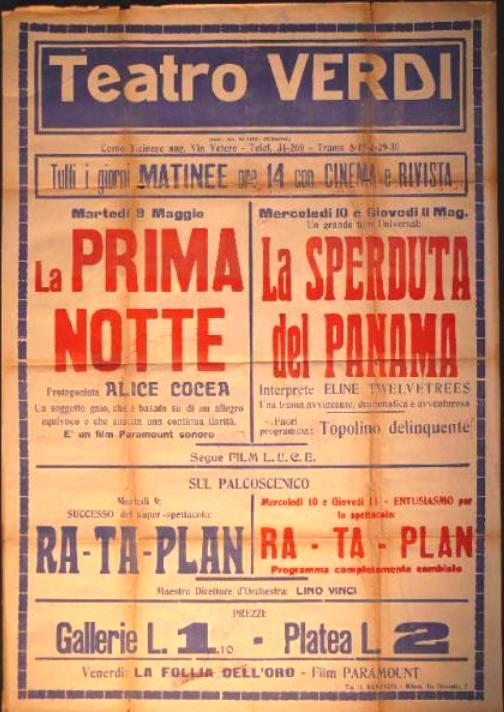 Teatro VERDI
Corso Ticinese ang. Via Vetere - Telef. 31-269 - Trams
Tutti i giorni MATINEE ore 14 con CINEMA e RIVISTA
Martedì 9 Maggio
La PRIMA
NOTTE
Protagonista ALICE COCEA
Un soggetto gaio, che è basato su di un allegro
equivoco e che suscita una continua ilarità.
E' un film Paramount sonoro
Mercoledì 10 e Giovedì 11 Mag.
Un grande film Universal:
La SPERDUTA
del PANAMA
Interprete ELINE TWELVETREES
Una trama avvincente, drammatica e avventurosa
Fuori
programma: Topolino delinquente
Segue FILM L.U.C.E.
SUL PALCOSCENICO
Martedì 9:
SUCCESSO del super-spettacolo:
RA-TA-PLAN
Mercoledì 10 e Giovedì 11 - ENTUSIASMO per
lo spettacolo:
RA - TA - PLAN
Programma completamente cambiato
Maestro Direttore d'Orchestra: LINO VINCI
PREZZI:
Gallerie L. 1.10 - Platea L. 2
Venerdì: LA FOLLIA DELL'ORO - Film PARAMOUNT